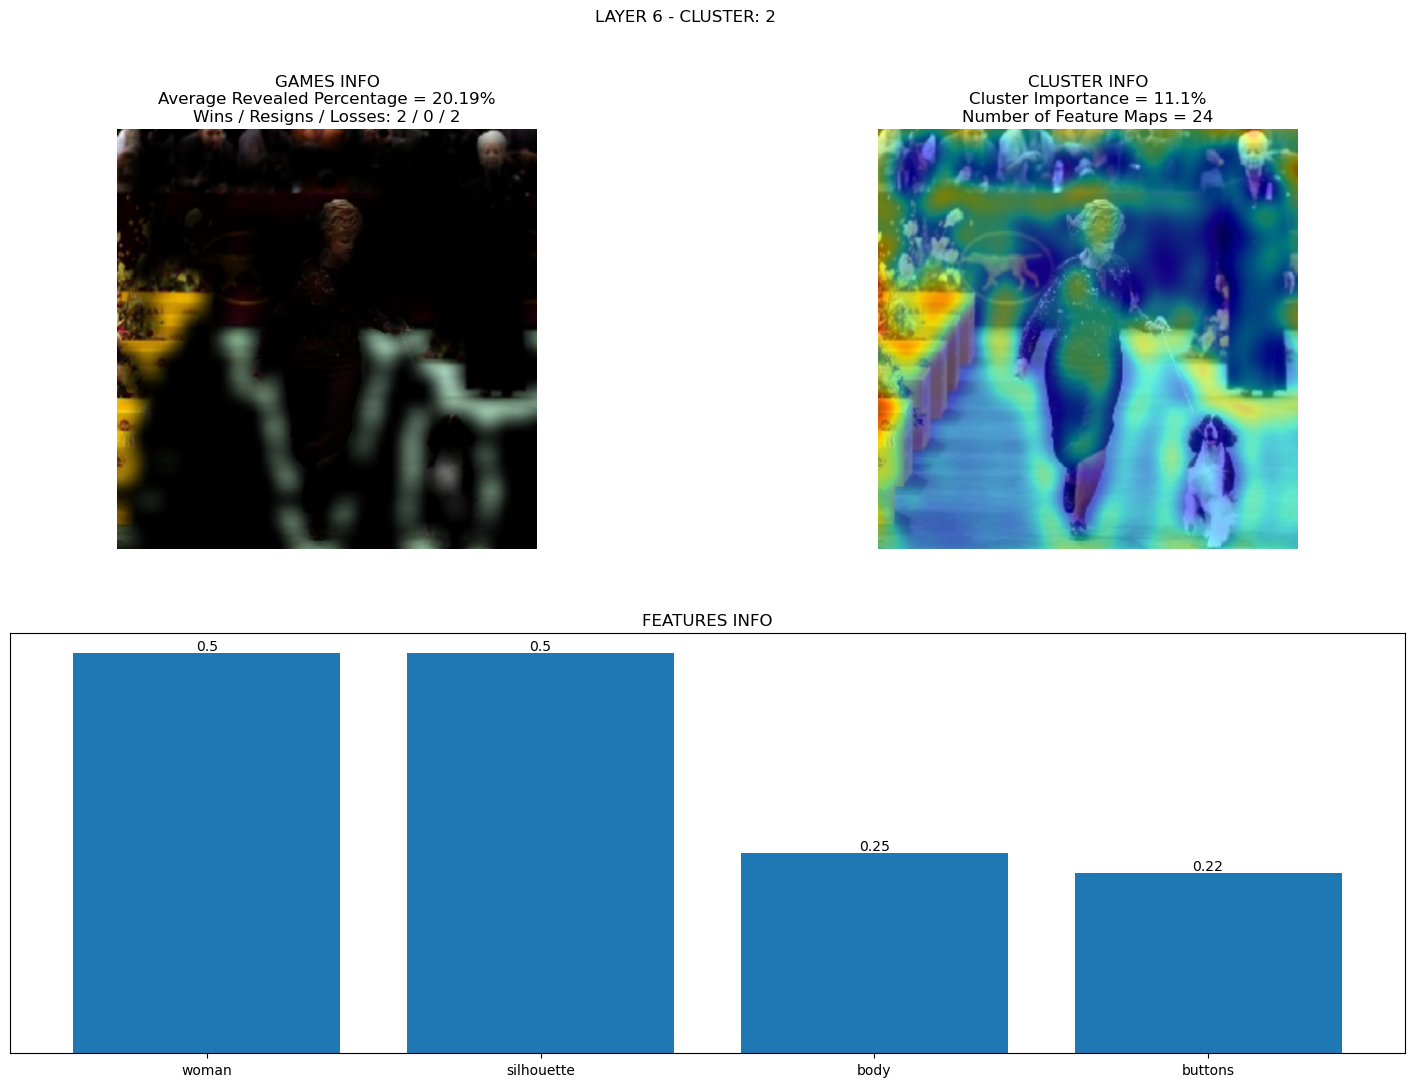 LAYER 6 - CLUSTER: 2
GAMES INFO
Average Revealed Percentage = 20.19%
Wins / Resigns / Losses: 2 / 0 / 2
CLUSTER INFO
Cluster Importance = 11.1%
Number of Feature Maps = 24
FEATURES INFO
0.5
0.5
0.25
0.22
woman
silhouette
body
buttons